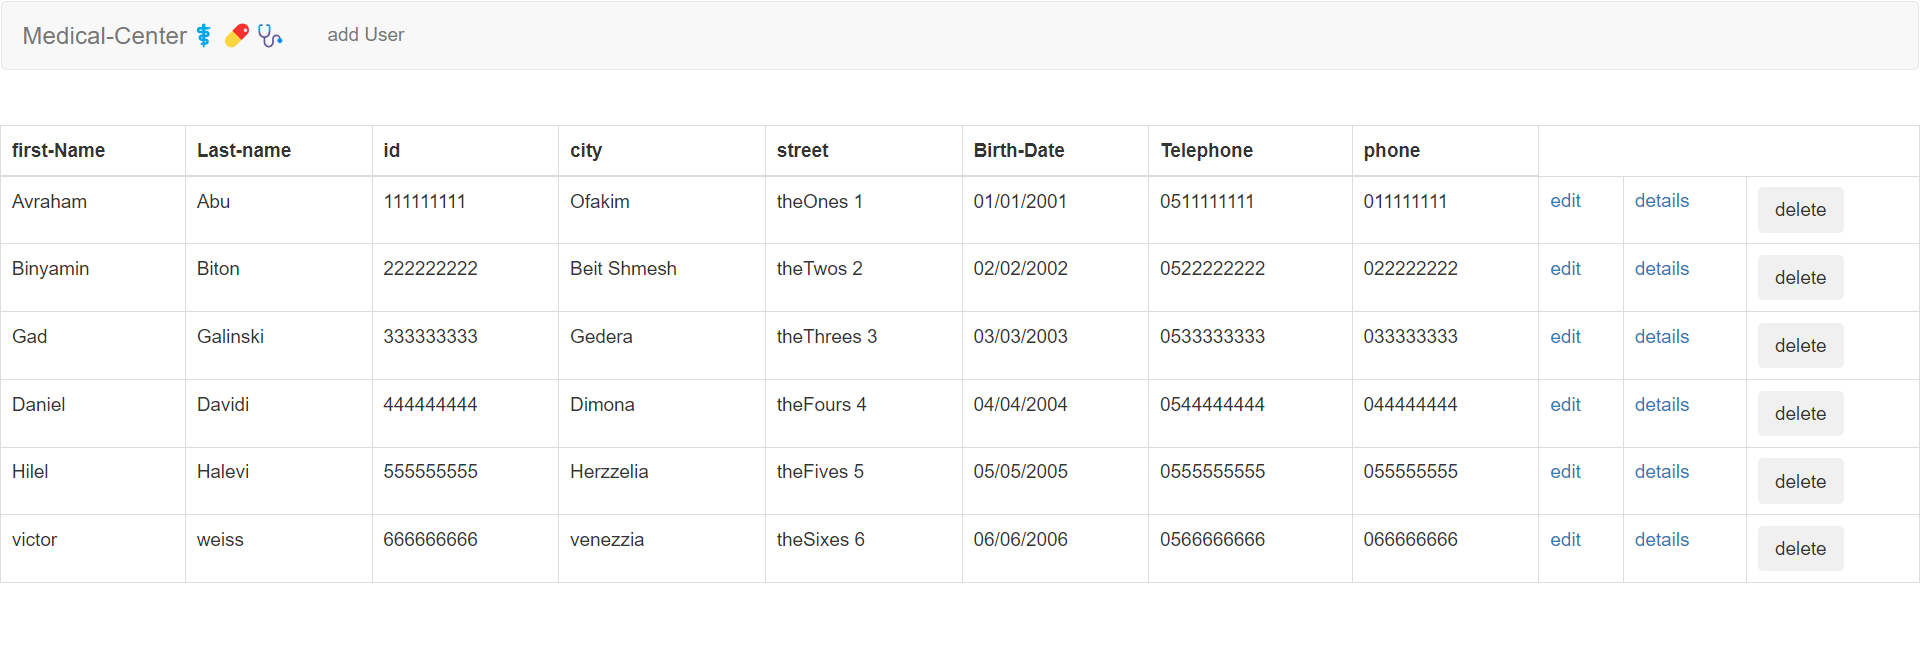 Medical-Center⚕️💊🩺 add User
first-Name Last-name id city street Birth-Date Telephone phone
Avraham Abu 111111111 Ofakim theOnes 1 01/01/2001 0511111111 011111111 edit details delete
Binyamin Biton 222222222 Beit Shmesh theTwos 2 02/02/2002 0522222222 022222222 edit details delete
Gad Galinski 333333333 Gedera theThrees 3 03/03/2003 0533333333 033333333 edit details delete
Daniel Davidi 444444444 Dimona theFours 4 04/04/2004 0544444444 044444444 edit details delete
Hilel Halevi 555555555 Herzzelia theFives 5 05/05/2005 0555555555 055555555 edit details delete
victor weiss 666666666 venezzia theSixes 6 06/06/2006 0566666666 066666666 edit details delete